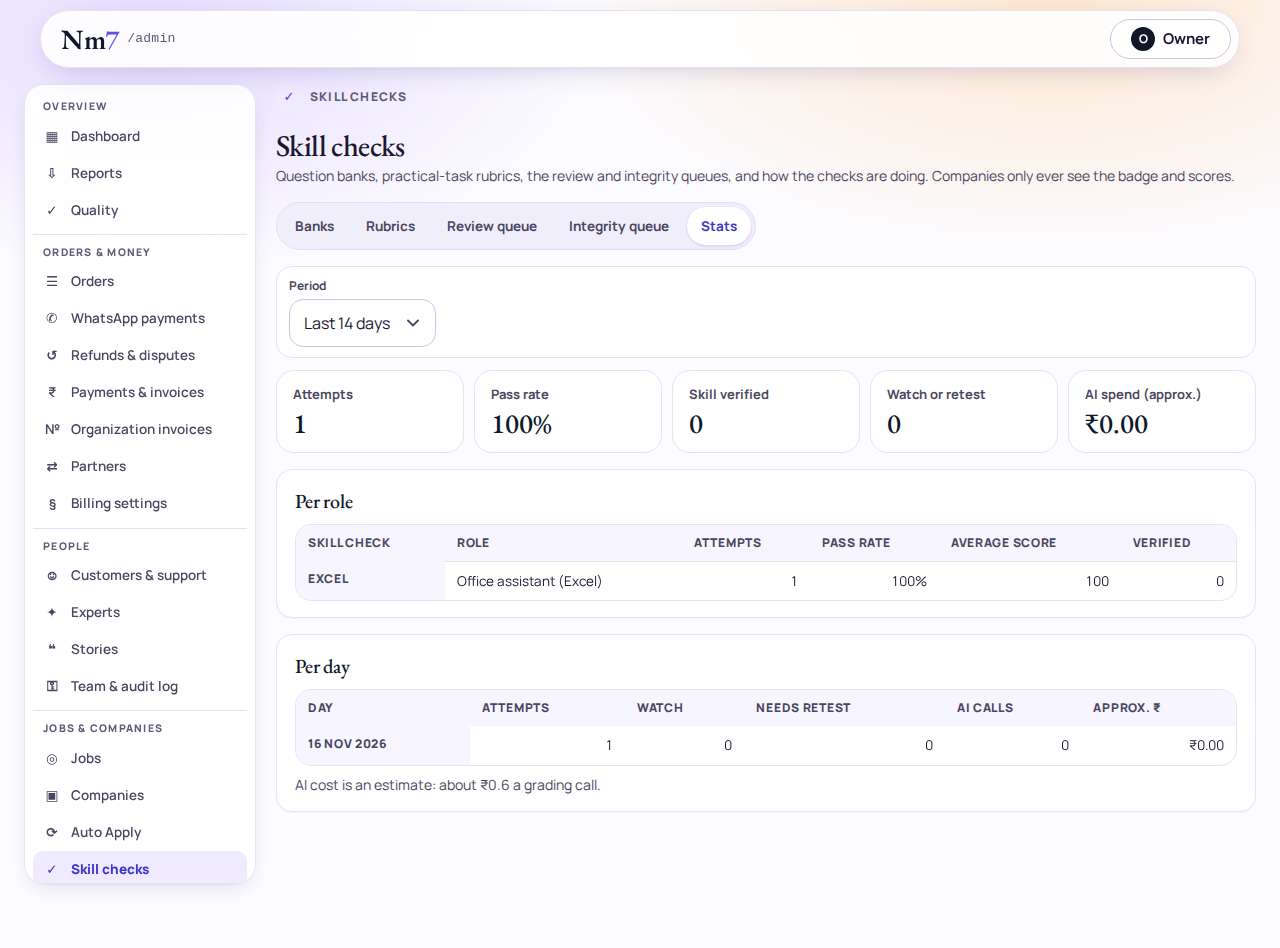 Nm7 /admin
O Owner
OVERVIEW
▦ Dashboard
⇩ Reports
✓ Quality
ORDERS & MONEY
☰ Orders
✆ WhatsApp payments
↺ Refunds & disputes
₹ Payments & invoices
№ Organization invoices
⇄ Partners
§ Billing settings
PEOPLE
☺ Customers & support
✦ Experts
❝ Stories
⚿ Team & audit log
JOBS & COMPANIES
◎ Jobs
▣ Companies
⟳ Auto Apply
✓ Skill checks
✓ SKILLCHECKS
Skill checks
Question banks, practical-task rubrics, the review and integrity queues, and how the checks are doing. Companies only ever see the badge and scores.
Banks Rubrics Review queue Integrity queue Stats
Period
Last 14 days
Attempts Pass rate Skill verified Watch or retest AI spend (approx.)
1 100% 0 0 ₹0.00
Per role
SKILLCHECK ROLE ATTEMPTS PASS RATE AVERAGE SCORE VERIFIED
EXCEL Office assistant (Excel) 1 100% 100 0
Per day
DAY ATTEMPTS WATCH NEEDS RETEST AI CALLS APPROX. ₹
16 NOV 2026 1 0 0 0 ₹0.00
AI cost is an estimate: about ₹0.6 a grading call.